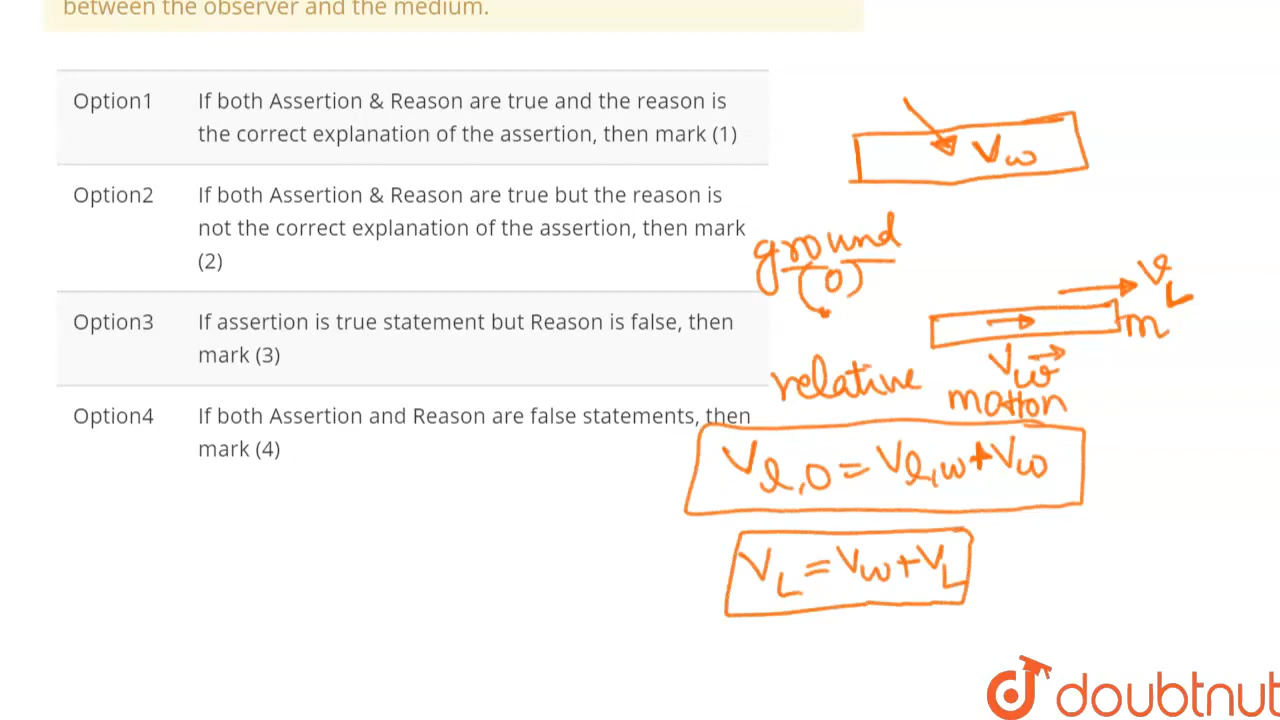 between the observer and the medium.
Option1 If both Assertion & Reason are true and the reason is
the correct explanation of the assertion, then mark (1)
Option2 If both Assertion & Reason are true but the reason is
not the correct explanation of the assertion, then mark
(2)
Option3 If assertion is true statement but Reason is false, then
mark (3)
Option4 If both Assertion and Reason are false statements, then
mark (4)
Vw
ground
(0)
VL
m
Vw
relative motion
Vl,0 = Vl,w + Vw
VL = Vw + VL
doubtnut